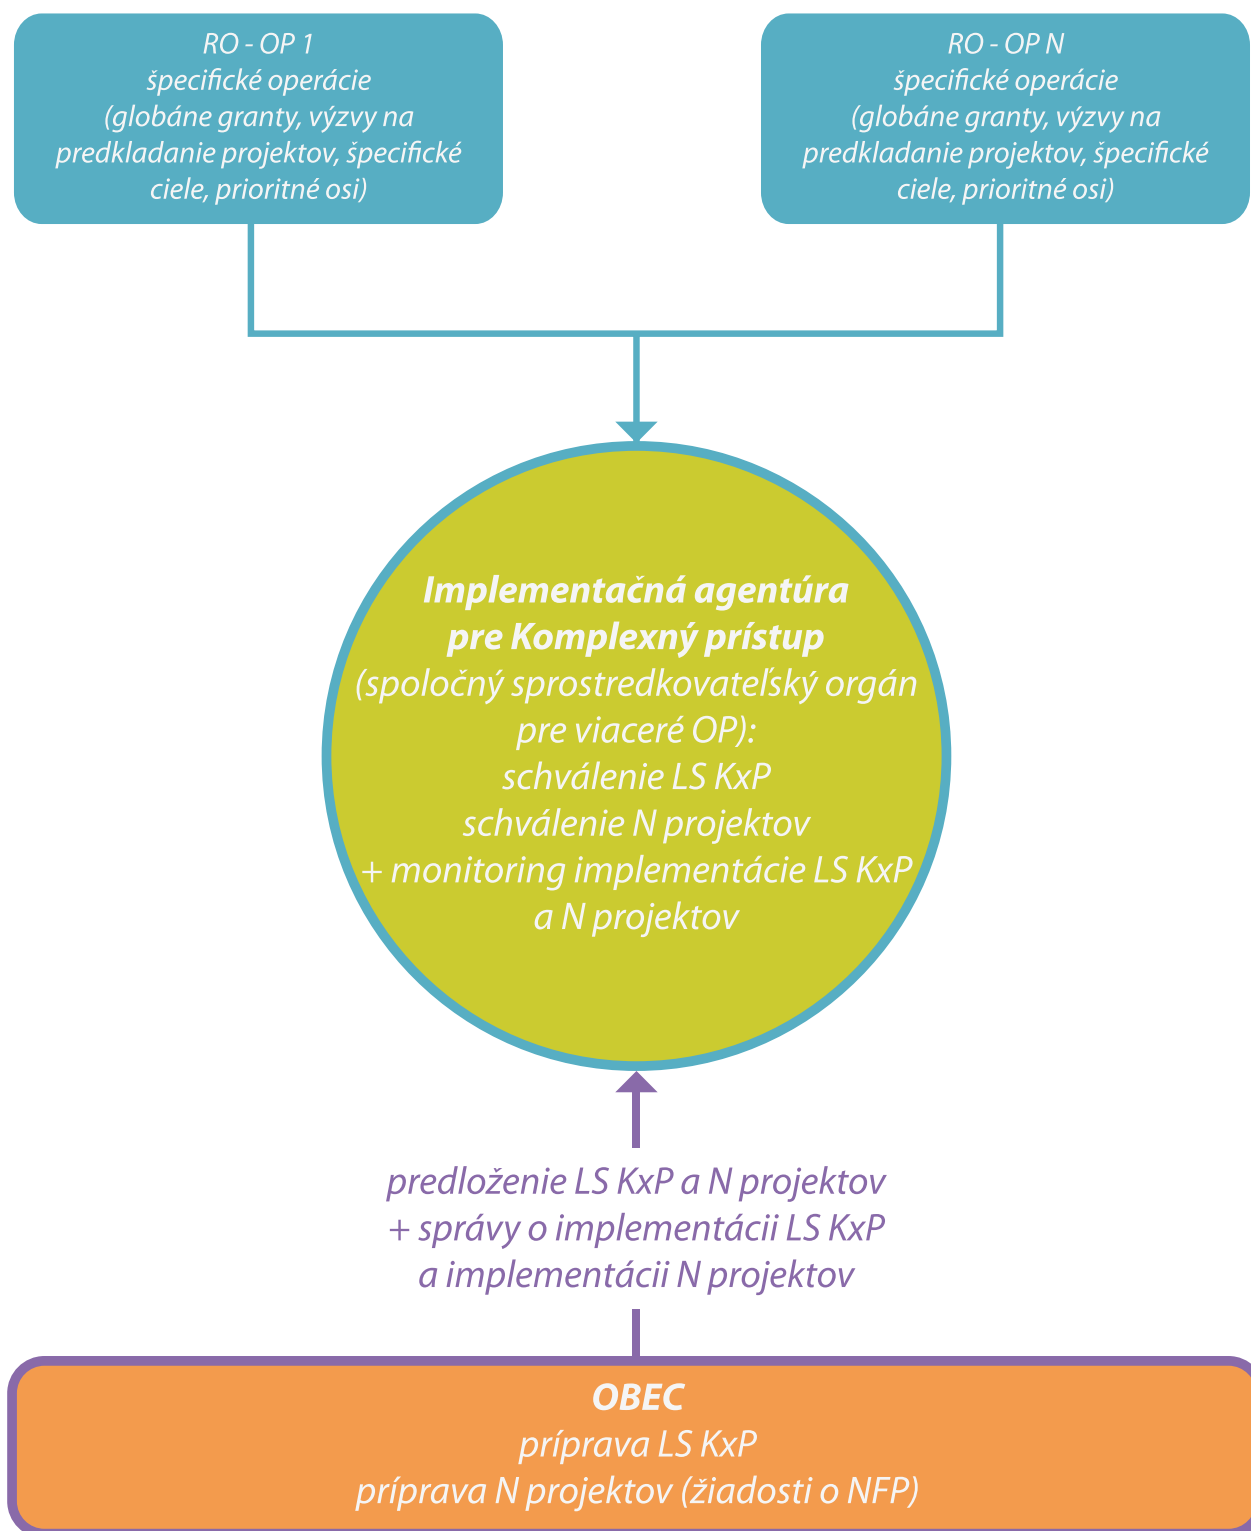 RO - OP 1
špecifické operácie
(globáne granty, výzvy na
predkladanie projektov, špecifické
ciele, prioritné osi)
RO - OP N
špecifické operácie
(globáne granty, výzvy na
predkladanie projektov, špecifické
ciele, prioritné osi)
Implementačná agentúra
pre Komplexný prístup
(spoločný sprostredkovateľský orgán
pre viaceré OP):
schválenie LS KxP
schválenie N projektov
+ monitoring implementácie LS KxP
a N projektov
predloženie LS KxP a N projektov
+ správy o implementácii LS KxP
a implementácii N projektov
OBEC
príprava LS KxP
príprava N projektov (žiadosti o NFP)